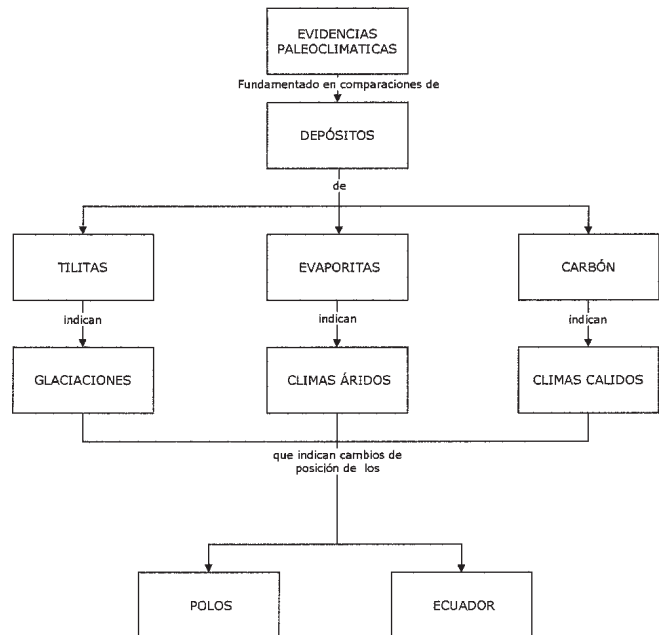 EVIDENCIAS
PALEOCLIMATICAS
Fundamentado en comparaciones de
DEPÓSITOS
de
TILITAS
EVAPORITAS
CARBÓN
indican
indican
indican
GLACIACIONES
CLIMAS ÁRIDOS
CLIMAS CALIDOS
que indican cambios de
posición de los
POLOS
ECUADOR